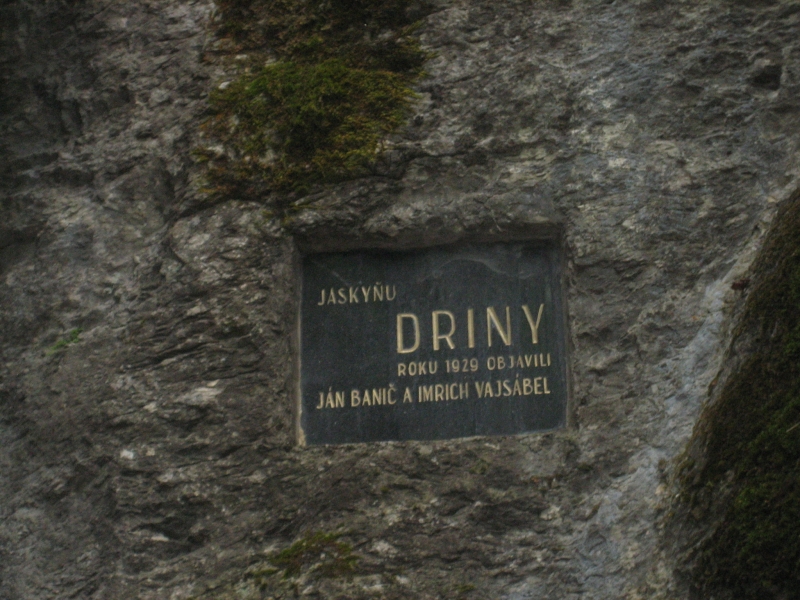 JASKYŇU
DRINY
ROKU 1929 OBJAVILI
JÁN BANIČ A IMRICH VAJSÁBEL